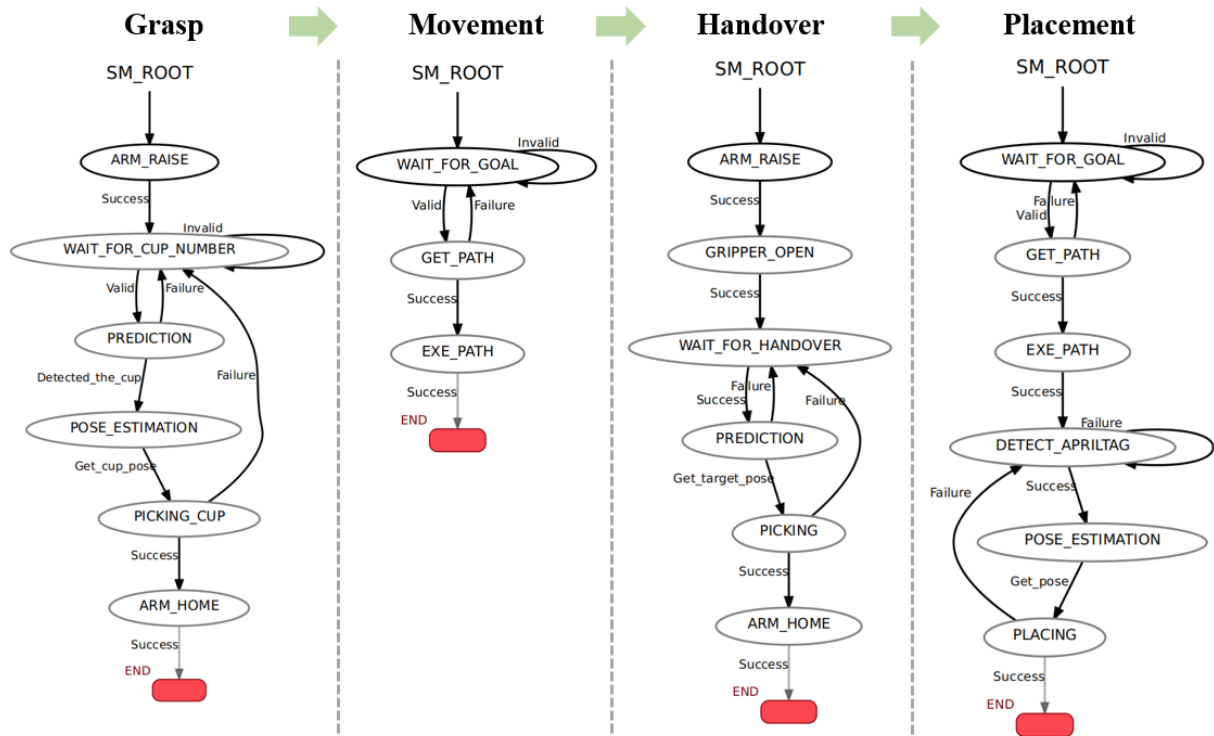 Grasp
Movement
Handover
Placement
SM_ROOT
ARM_RAISE
Success
Invalid
WAIT_FOR_CUP_NUMBER
Valid
Failure
PREDICTION
Detected_the_cup
Failure
POSE_ESTIMATION
Get_cup_pose
PICKING_CUP
Success
ARM_HOME
Success
END
SM_ROOT
Invalid
WAIT_FOR_GOAL
Valid
Failure
GET_PATH
Success
EXE_PATH
Success
END
SM_ROOT
ARM_RAISE
Success
GRIPPER_OPEN
Success
WAIT_FOR_HANDOVER
Failure
Success
Failure
PREDICTION
Get_target_pose
PICKING
Success
ARM_HOME
Success
END
SM_ROOT
Invalid
WAIT_FOR_GOAL
Failure
Valid
GET_PATH
Success
EXE_PATH
Success
Failure
DETECT_APRILTAG
Failure
Success
POSE_ESTIMATION
Get_pose
PLACING
Success
END